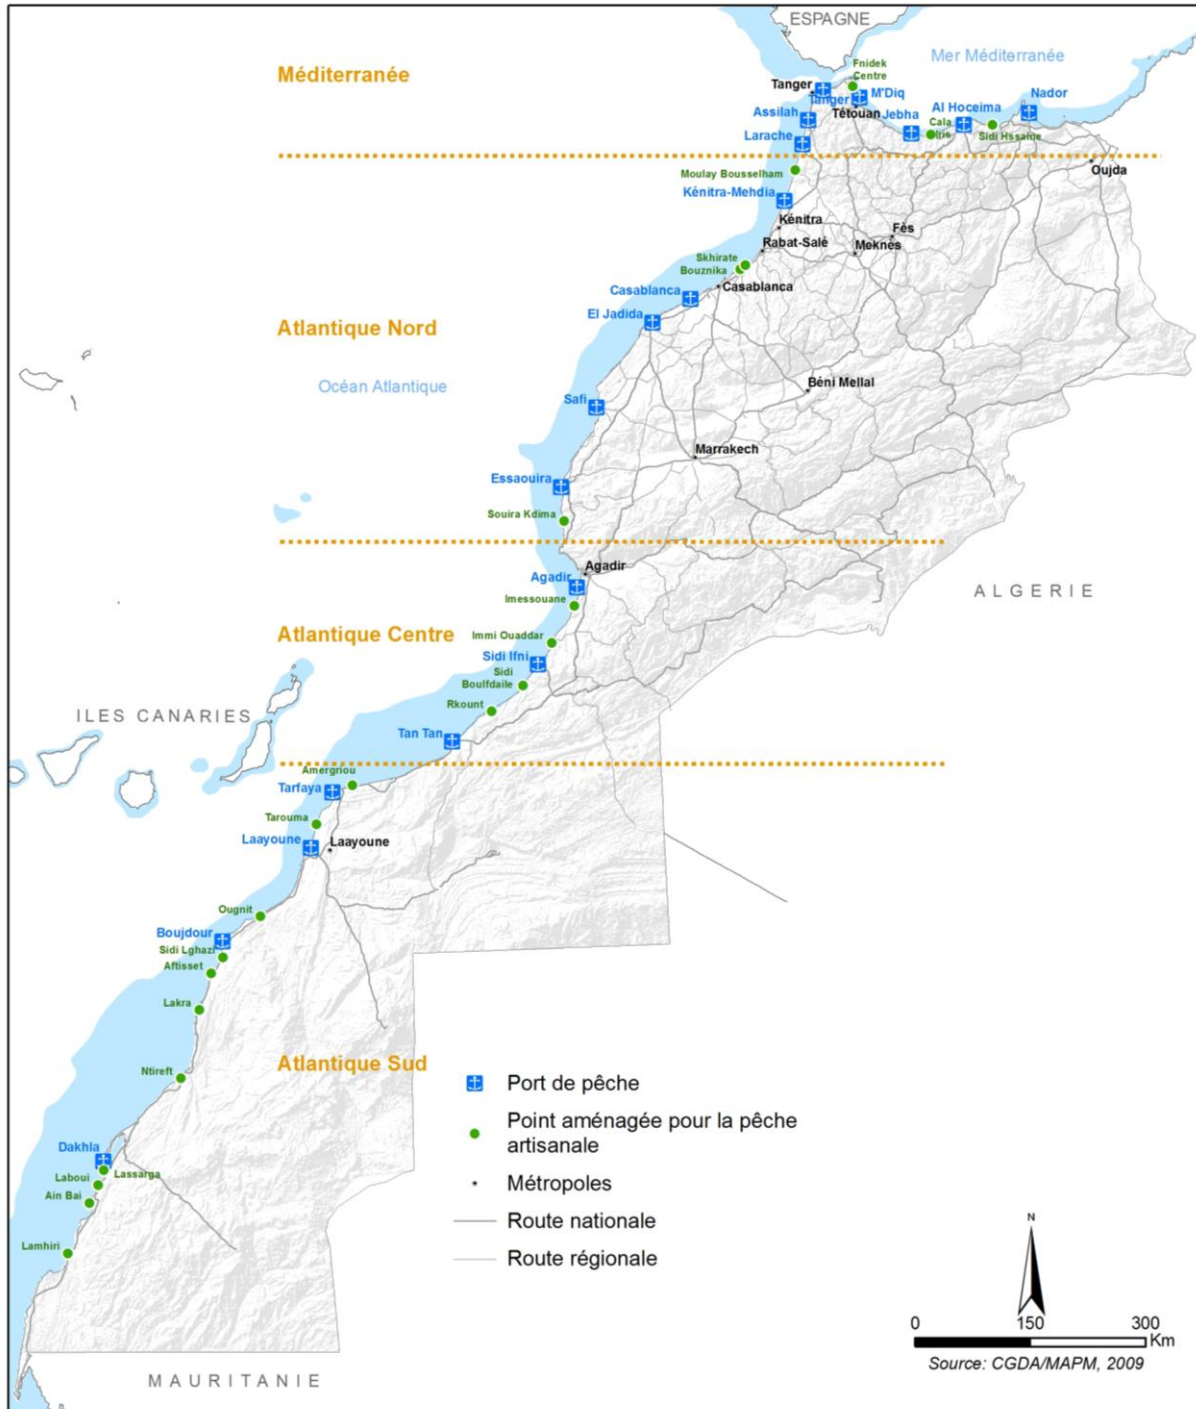 ESPAGNE
Mer Méditerranée
Méditerranée
Fnidek
Centre
Tanger
Tanger
M'Diq
Nador
Assilah
Tétouan
Jebha
Al Hoceima
Cala
Iris
Sidi Hssaine
Larache
Moulay Bousselham
Oujda
Kénitra-Mehdia
Kénitra
Fès
Rabat-Salé
Meknès
Skhirate
Bouznika
Casablanca
Casablanca
El Jadida
Atlantique Nord
Océan Atlantique
Béni Mellal
Safi
Marrakech
Essaouira
Souira Kdima
Agadir
Agadir
ALGERIE
Imessouane
Atlantique Centre
Immi Ouaddar
Sidi Ifni
Sidi
Boulfdaile
Rkount
ILES CANARIES
Tan Tan
Amergriou
Tarfaya
Tarouma
Laayoune
Laayoune
Ougnit
Boujdour
Sidi Lghazi
Aftisset
Lakra
Atlantique Sud
Ntireft
Port de pêche
Point aménagée pour la pêche
artisanale
Dakhla
Lassarga
Laboui
Métropoles
Ain Bai
Route nationale
Lamhiri
Route régionale
N
0 150 300
Km
Source: CGDA/MAPM, 2009
MAURITANIE